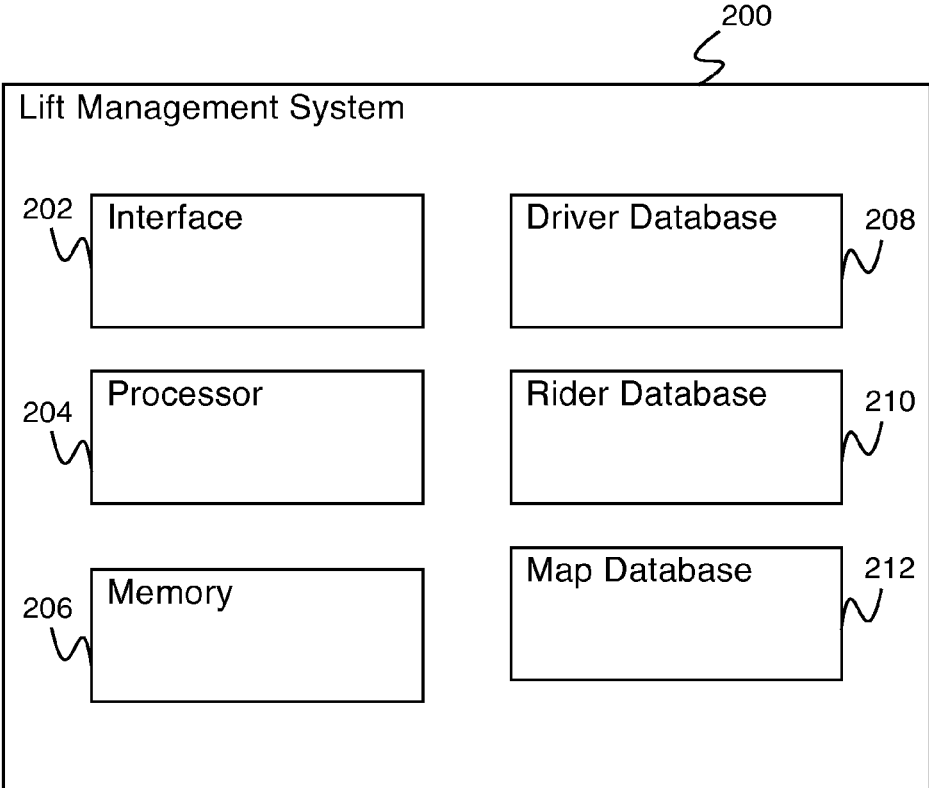 200
Lift Management System
202
Interface
Driver Database
208
204
Processor
Rider Database
210
206
Memory
Map Database
212